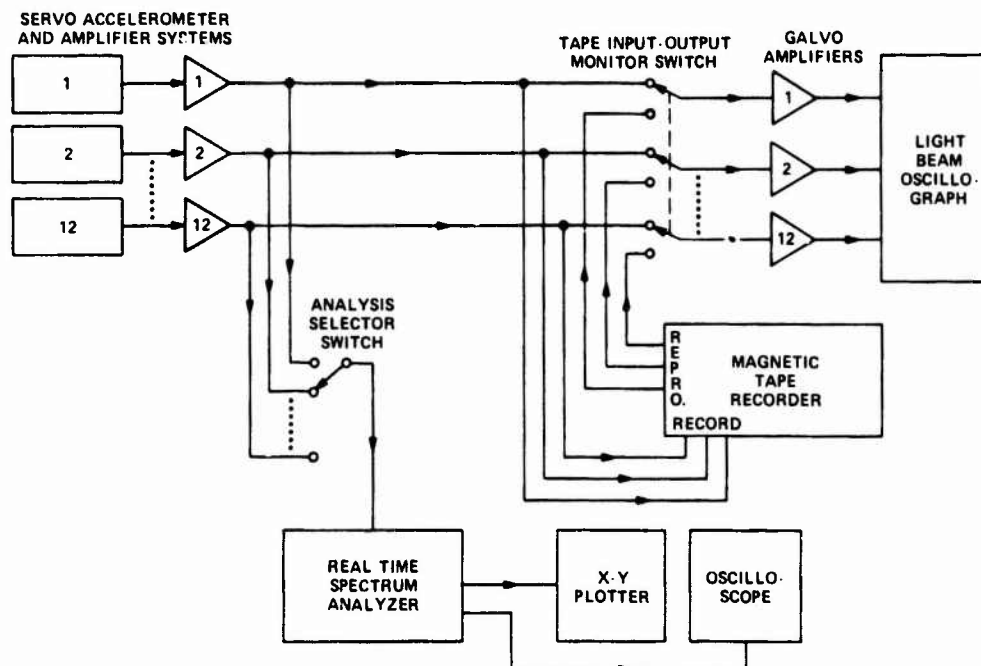 SERVO ACCELEROMETER
AND AMPLIFIER SYSTEMS
1
1
2
2
12
12
TAPE INPUT-OUTPUT
MONITOR SWITCH
GALVO
AMPLIFIERS
1
2
12
LIGHT
BEAM
OSCILLO-
GRAPH
ANALYSIS
SELECTOR
SWITCH
REPRO.
MAGNETIC
TAPE
RECORDER
RECORD
REAL TIME
SPECTRUM
ANALYZER
X-Y
PLOTTER
OSCILLO-
SCOPE